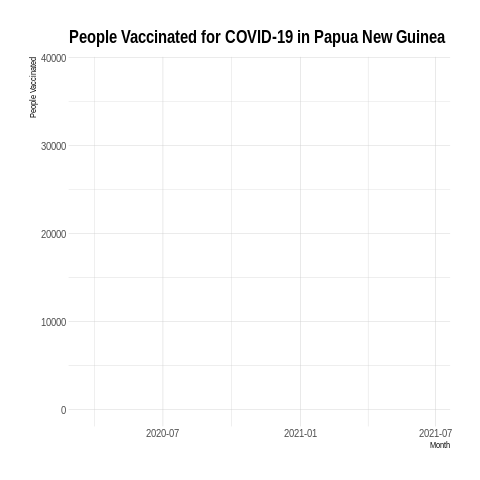 People Vaccinated for COVID-19 in Papua New Guinea
People Vaccinated
40000
30000
20000
10000
0
2020-07
2021-01
2021-07
Month